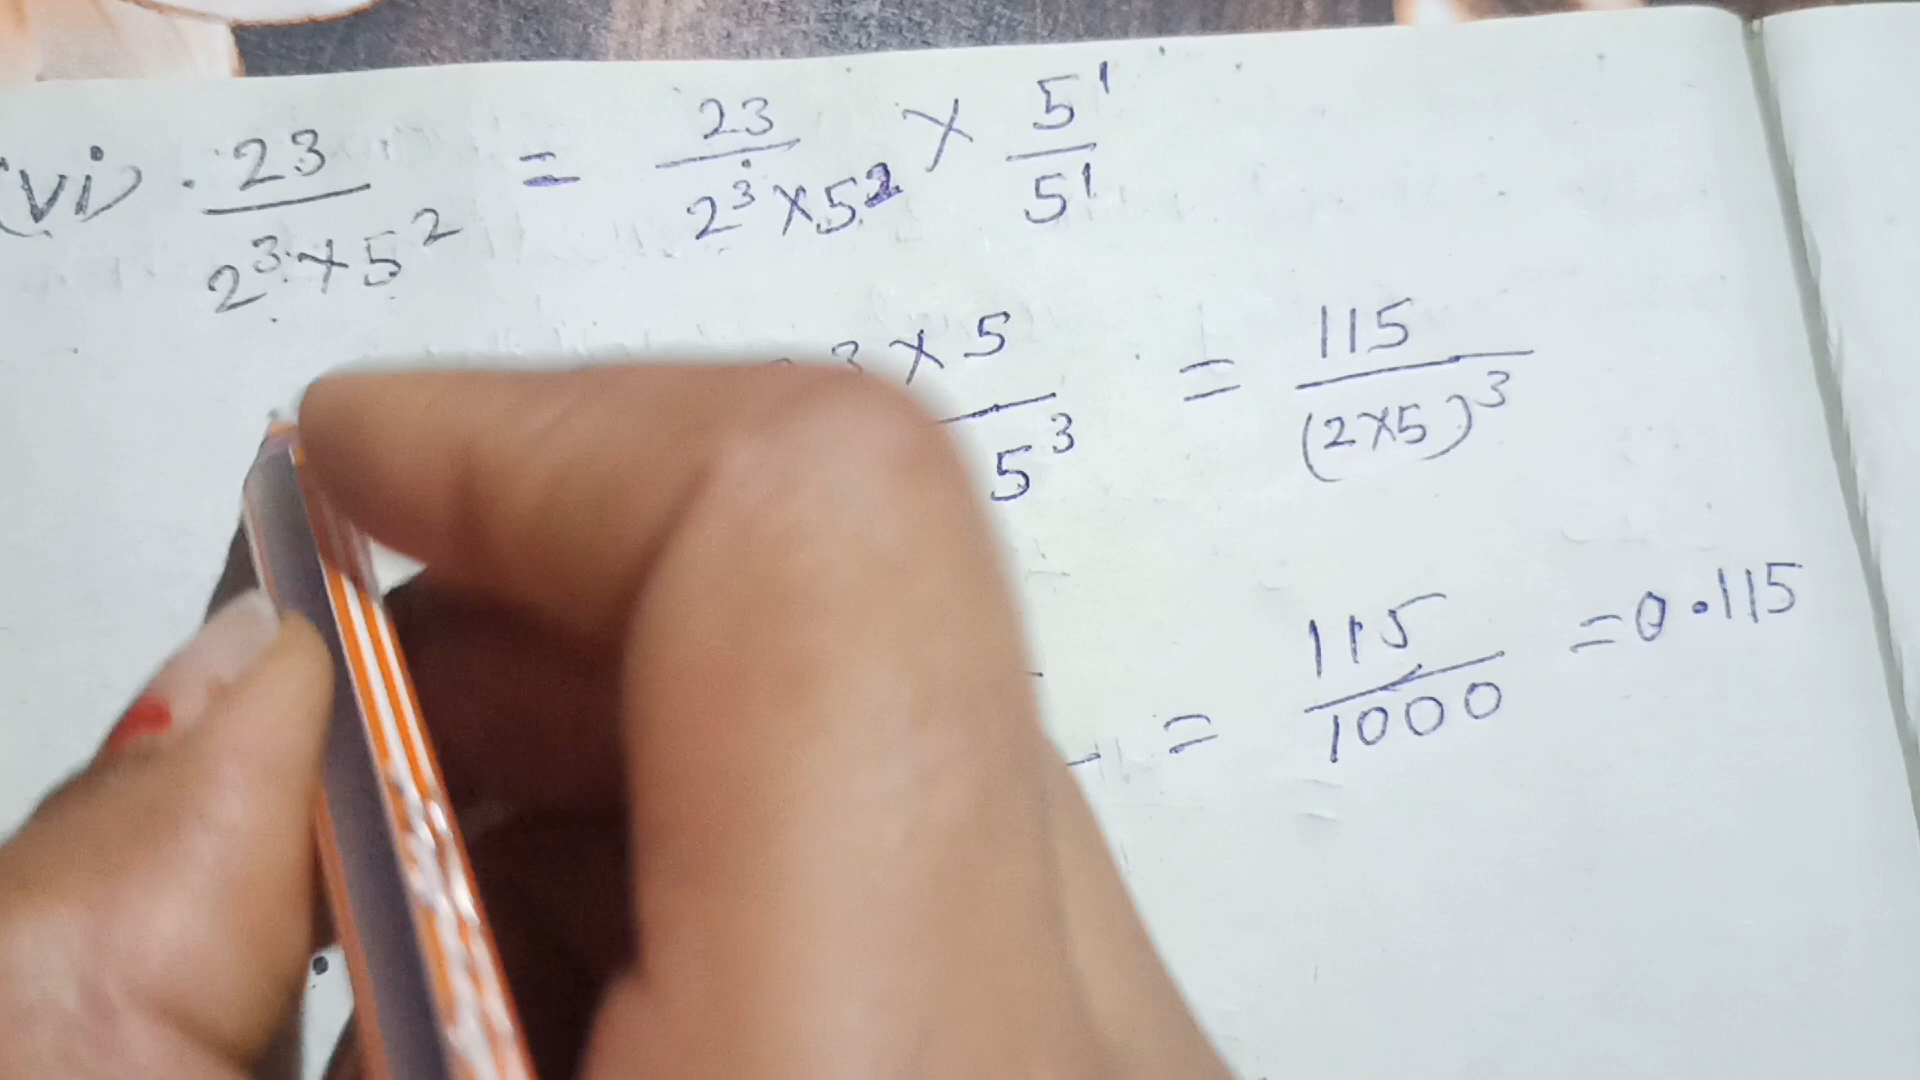 (vi). 23/2³×5² = 23/2³×5² × 5¹/5¹
3×5/5³ = 115/(2×5)³
= 115/1000 = 0.115